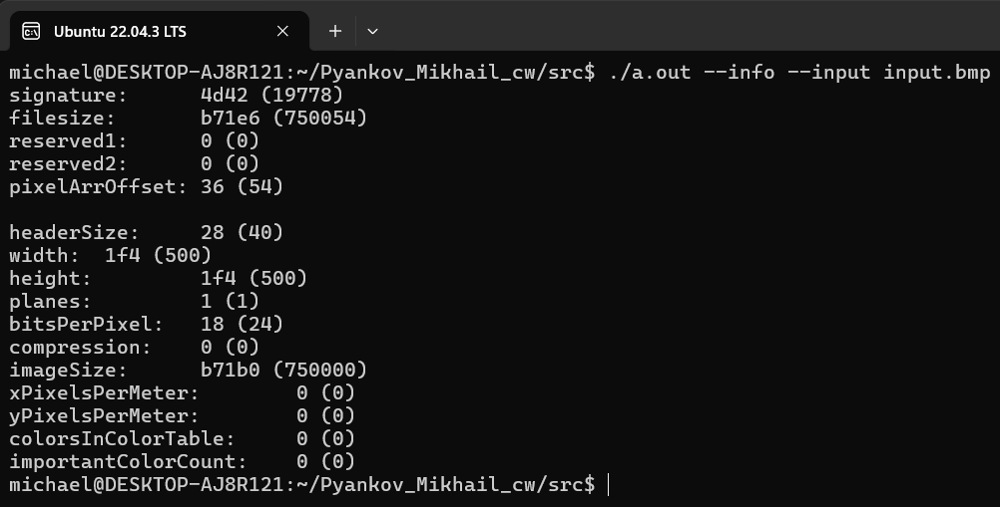 Ubuntu 22.04.3 LTS
michael@DESKTOP-AJ8R121:~/Pyankov_Mikhail_cw/src$ ./a.out --info --input input.bmp
signature:      4d42 (19778)
filesize:       b71e6 (750054)
reserved1:      0 (0)
reserved2:      0 (0)
pixelArrOffset: 36 (54)

headerSize:     28 (40)
width:  1f4 (500)
height:         1f4 (500)
planes:         1 (1)
bitsPerPixel:   18 (24)
compression:    0 (0)
imageSize:      b71b0 (750000)
xPixelsPerMeter:        0 (0)
yPixelsPerMeter:        0 (0)
colorsInColorTable:     0 (0)
importantColorCount:    0 (0)
michael@DESKTOP-AJ8R121:~/Pyankov_Mikhail_cw/src$